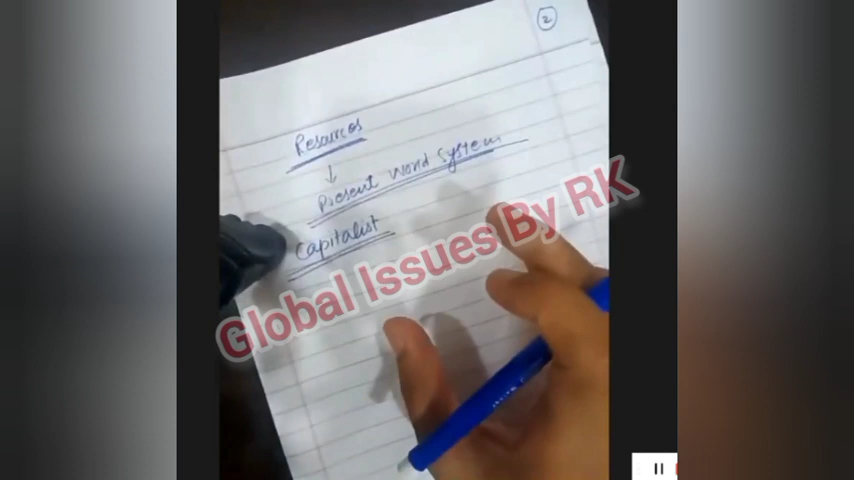 2
Resources
↓
Present World System
Capitalist
Global Issues By RK